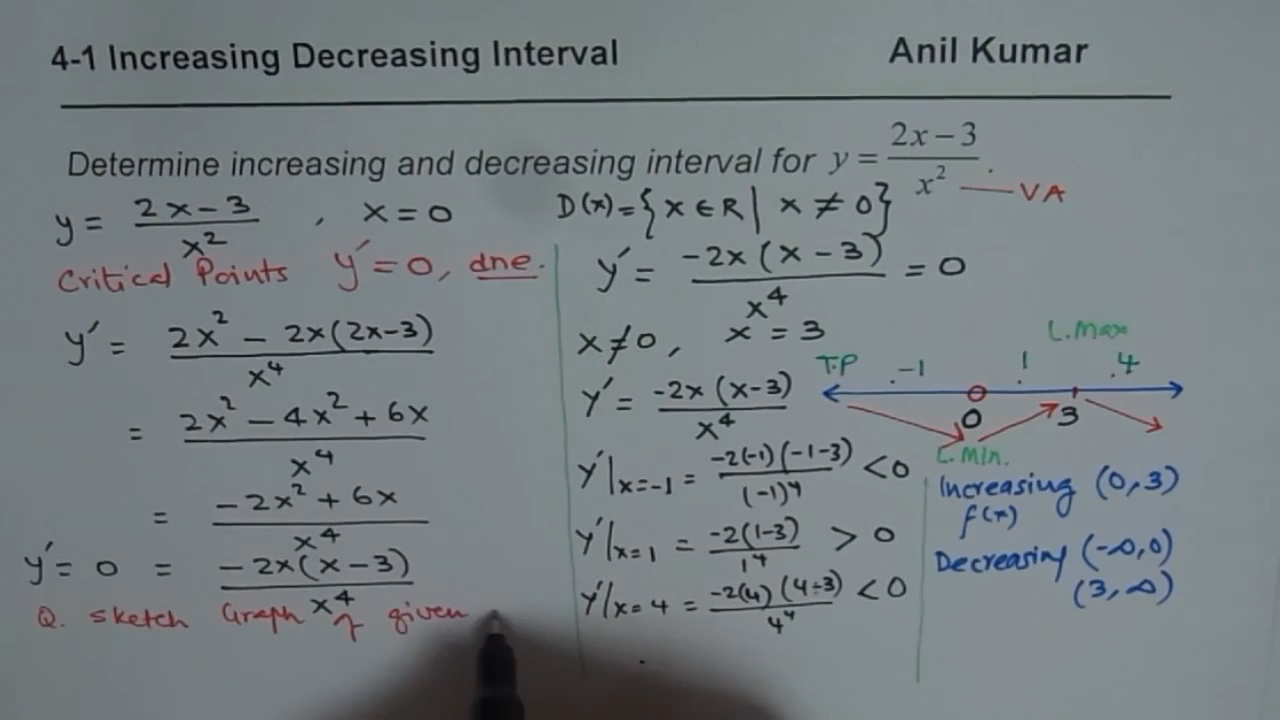 4-1 Increasing Decreasing Interval Anil Kumar
Determine increasing and decreasing interval for y = (2x − 3)/x² .
— VA
y = (2x-3)/x² , x = 0
Critical Points y' = 0, dne.
y' = (2x² - 2x(2x-3))/x⁴
= (2x² - 4x² + 6x)/x⁴
= (-2x² + 6x)/x⁴
y' = 0 = (-2x(x-3))/x⁴
Q. sketch Graph of given
D(x) = {x ∈ R | x ≠ 0}
y' = (-2x(x-3))/x⁴ = 0
x ≠ 0, x = 3
y' = (-2x(x-3))/x⁴
y'|x=-1 = (-2(-1)(-1-3))/(-1)⁴ < 0
y'|x=1 = (-2(1-3))/1⁴ > 0
y'|x=4 = (-2(4)(4-3))/4⁴ < 0
L.Max
T.P -1 1 4
0 3
L.Min.
Increasing (0,3)
f(x)
Decreasing (-∞,0)
(3,∞)